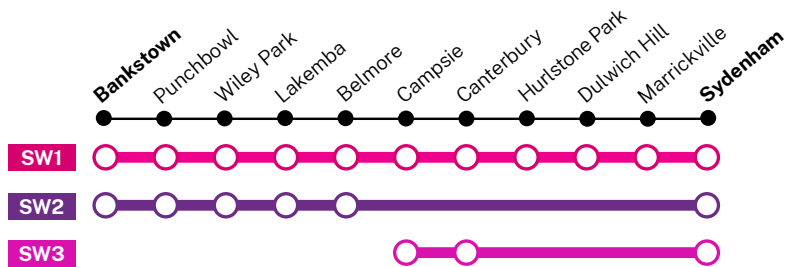 Bankstown
Punchbowl
Wiley Park
Lakemba
Belmore
Campsie
Canterbury
Hurlstone Park
Dulwich Hill
Marrickville
Sydenham
SW1
SW2
SW3